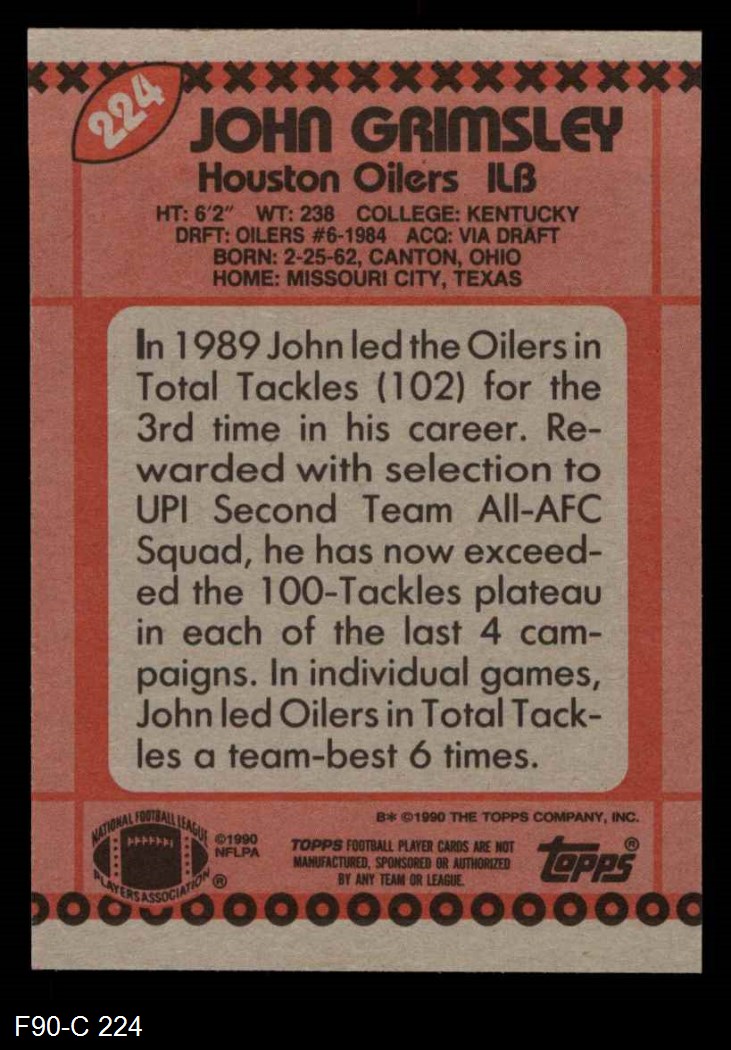 224
JOHN GRIMSLEY
Houston Oilers ILB
HT: 6'2" WT: 238 COLLEGE: KENTUCKY
DRFT: OILERS #6-1984 ACQ: VIA DRAFT
BORN: 2-25-62, CANTON, OHIO
HOME: MISSOURI CITY, TEXAS
In 1989 John led the Oilers in
Total Tackles (102) for the
3rd time in his career. Re-
warded with selection to
UPI Second Team All-AFC
Squad, he has now exceed-
ed the 100-Tackles plateau
in each of the last 4 cam-
paigns. In individual games,
John led Oilers in Total Tack-
les a team-best 6 times.
NATIONAL FOOTBALL LEAGUE
PLAYERS ASSOCIATION ®
©1990
NFLPA
B* ©1990 THE TOPPS COMPANY, INC.
TOPPS FOOTBALL PLAYER CARDS ARE NOT
MANUFACTURED, SPONSORED OR AUTHORIZED
BY ANY TEAM OR LEAGUE.
topps®
F90-C 224